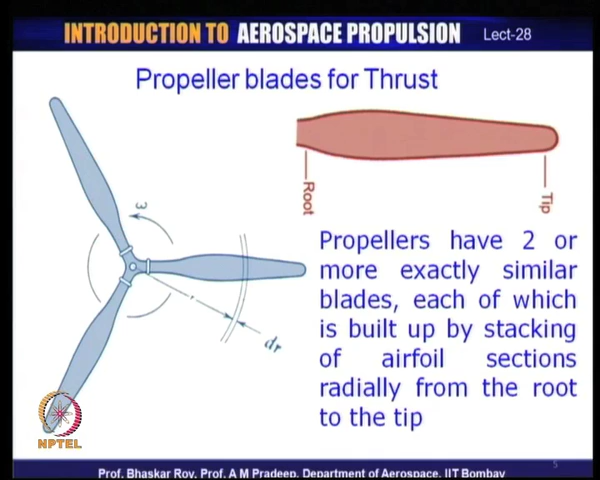 INTRODUCTION TO AEROSPACE PROPULSION Lect-28
Propeller blades for Thrust
ω
r
dr
Root
Tip
Propellers have 2 or
more exactly similar
blades, each of which
is built up by stacking
of airfoil sections
radially from the root
to the tip
NPTEL
5
Prof. Bhaskar Roy, Prof. A M Pradeep, Department of Aerospace, IIT Bombay